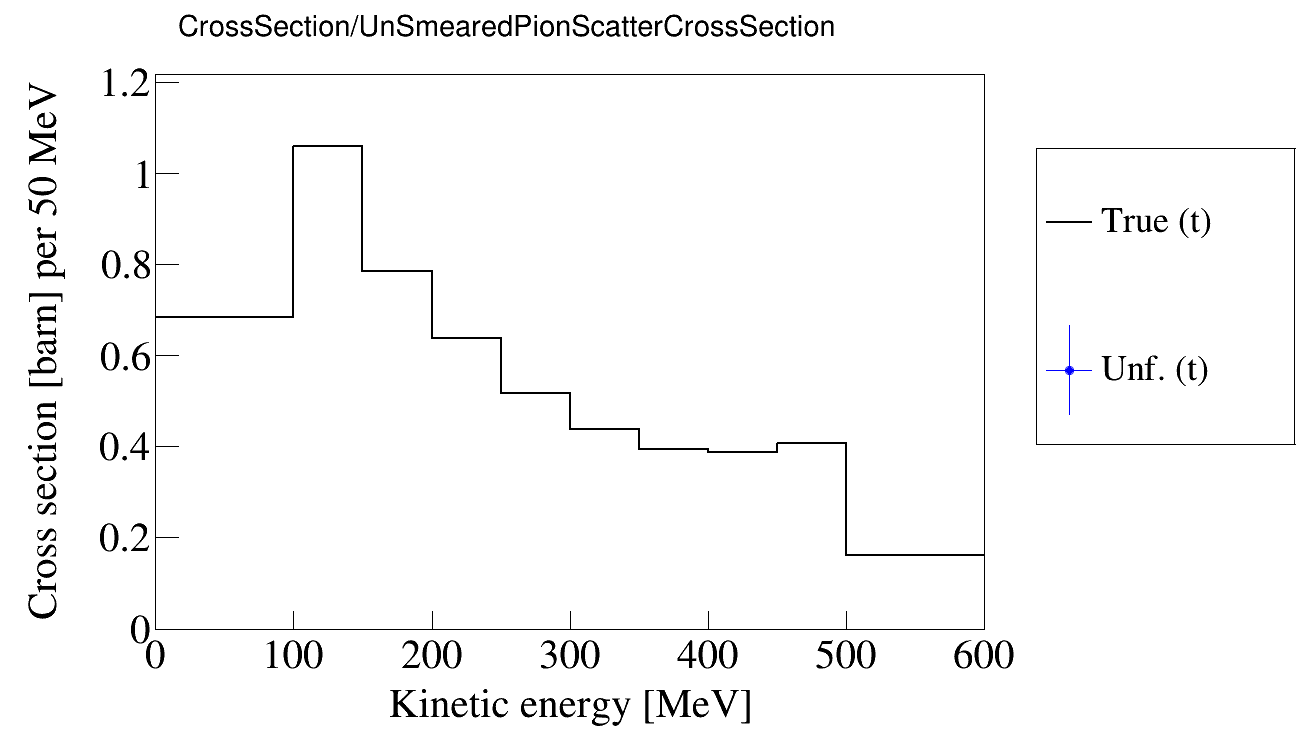 CrossSection/UnSmearedPionScatterCrossSection
Cross section [barn] per 50 MeV
1.2
1
0.8
0.6
0.4
0.2
0
0 100 200 300 400 500 600
Kinetic energy [MeV]
True (t)
Unf. (t)